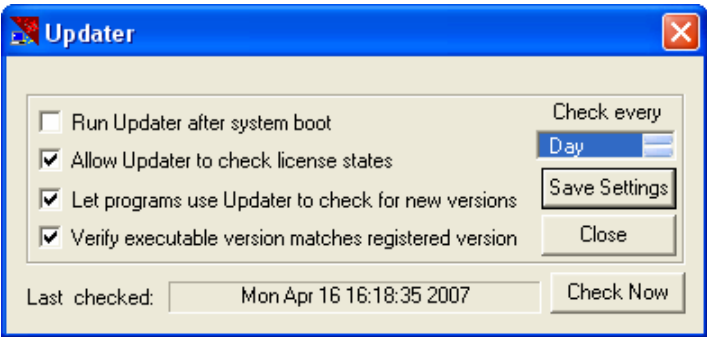 Updater
Run Updater after system boot
Check every
Allow Updater to check license states
Day
Let programs use Updater to check for new versions
Save Settings
Verify executable version matches registered version
Close
Last checked:
Mon Apr 16 16:18:35 2007
Check Now